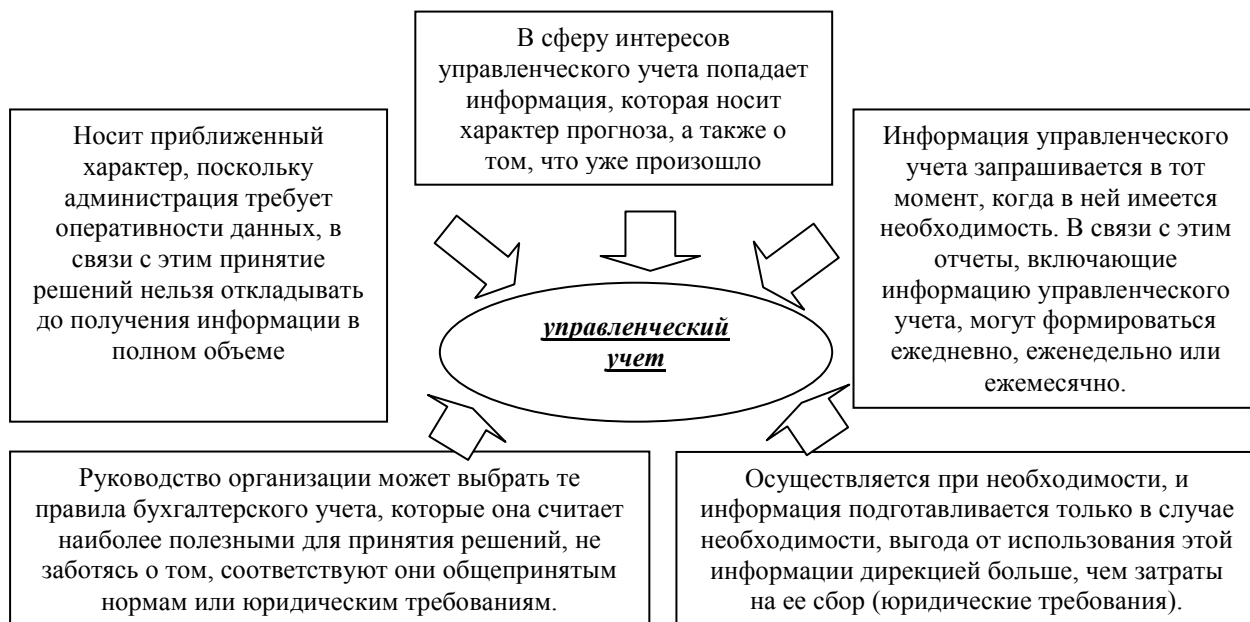 В сферу интересов
управленческого учета попадает
информация, которая носит
характер прогноза, а также о
том, что уже произошло
Носит приближенный
характер, поскольку
администрация требует
оперативности данных, в
связи с этим принятие
решений нельзя откладывать
до получения информации в
полном объеме
Информация управленческого
учета запрашивается в тот
момент, когда в ней имеется
необходимость. В связи с этим
отчеты, включающие
информацию управленческого
учета, могут формироваться
ежедневно, еженедельно или
ежемесячно.
управленческий
учет
Руководство организации может выбрать те
правила бухгалтерского учета, которые она считает
наиболее полезными для принятия решений, не
заботясь о том, соответствуют они общепринятым
нормам или юридическим требованиям.
Осуществляется при необходимости, и
информация подготавливается только в случае
необходимости, выгода от использования этой
информации дирекцией больше, чем затраты
на ее сбор (юридические требования).